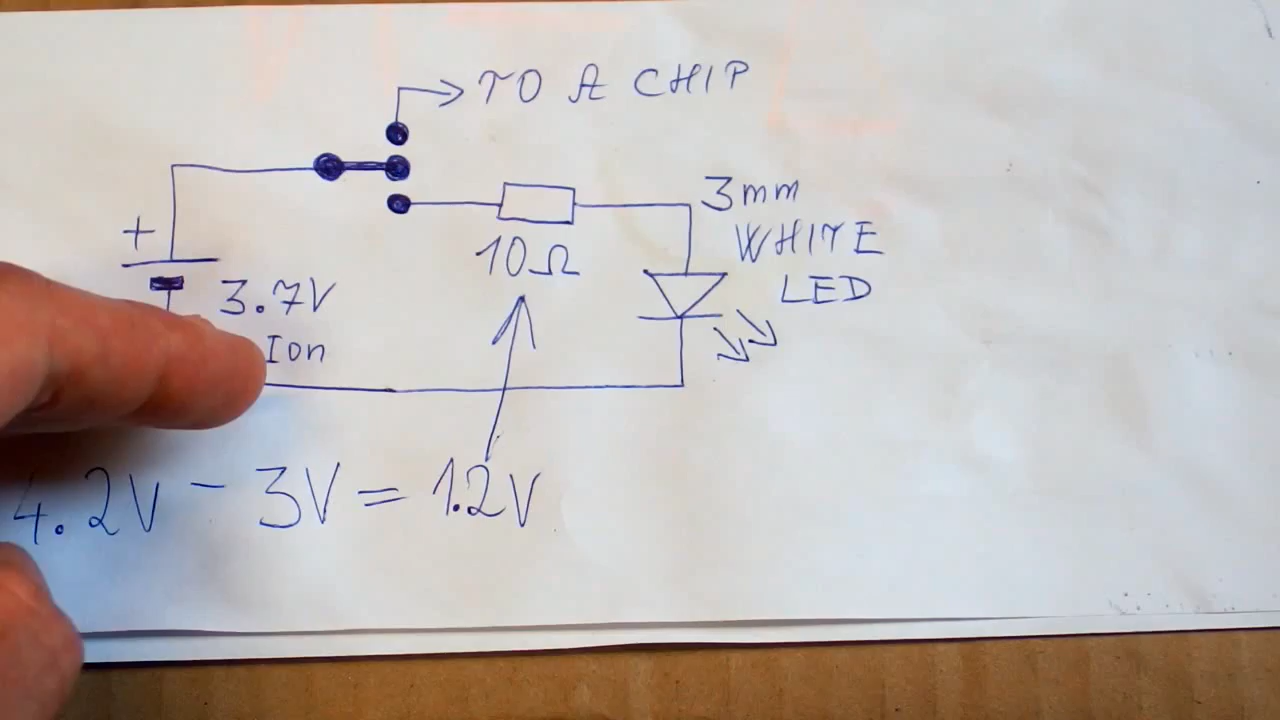 TO A CHIP
3mm
WHITE
LED
+
10Ω
3.7V
Ion
4.2V - 3V = 1.2V